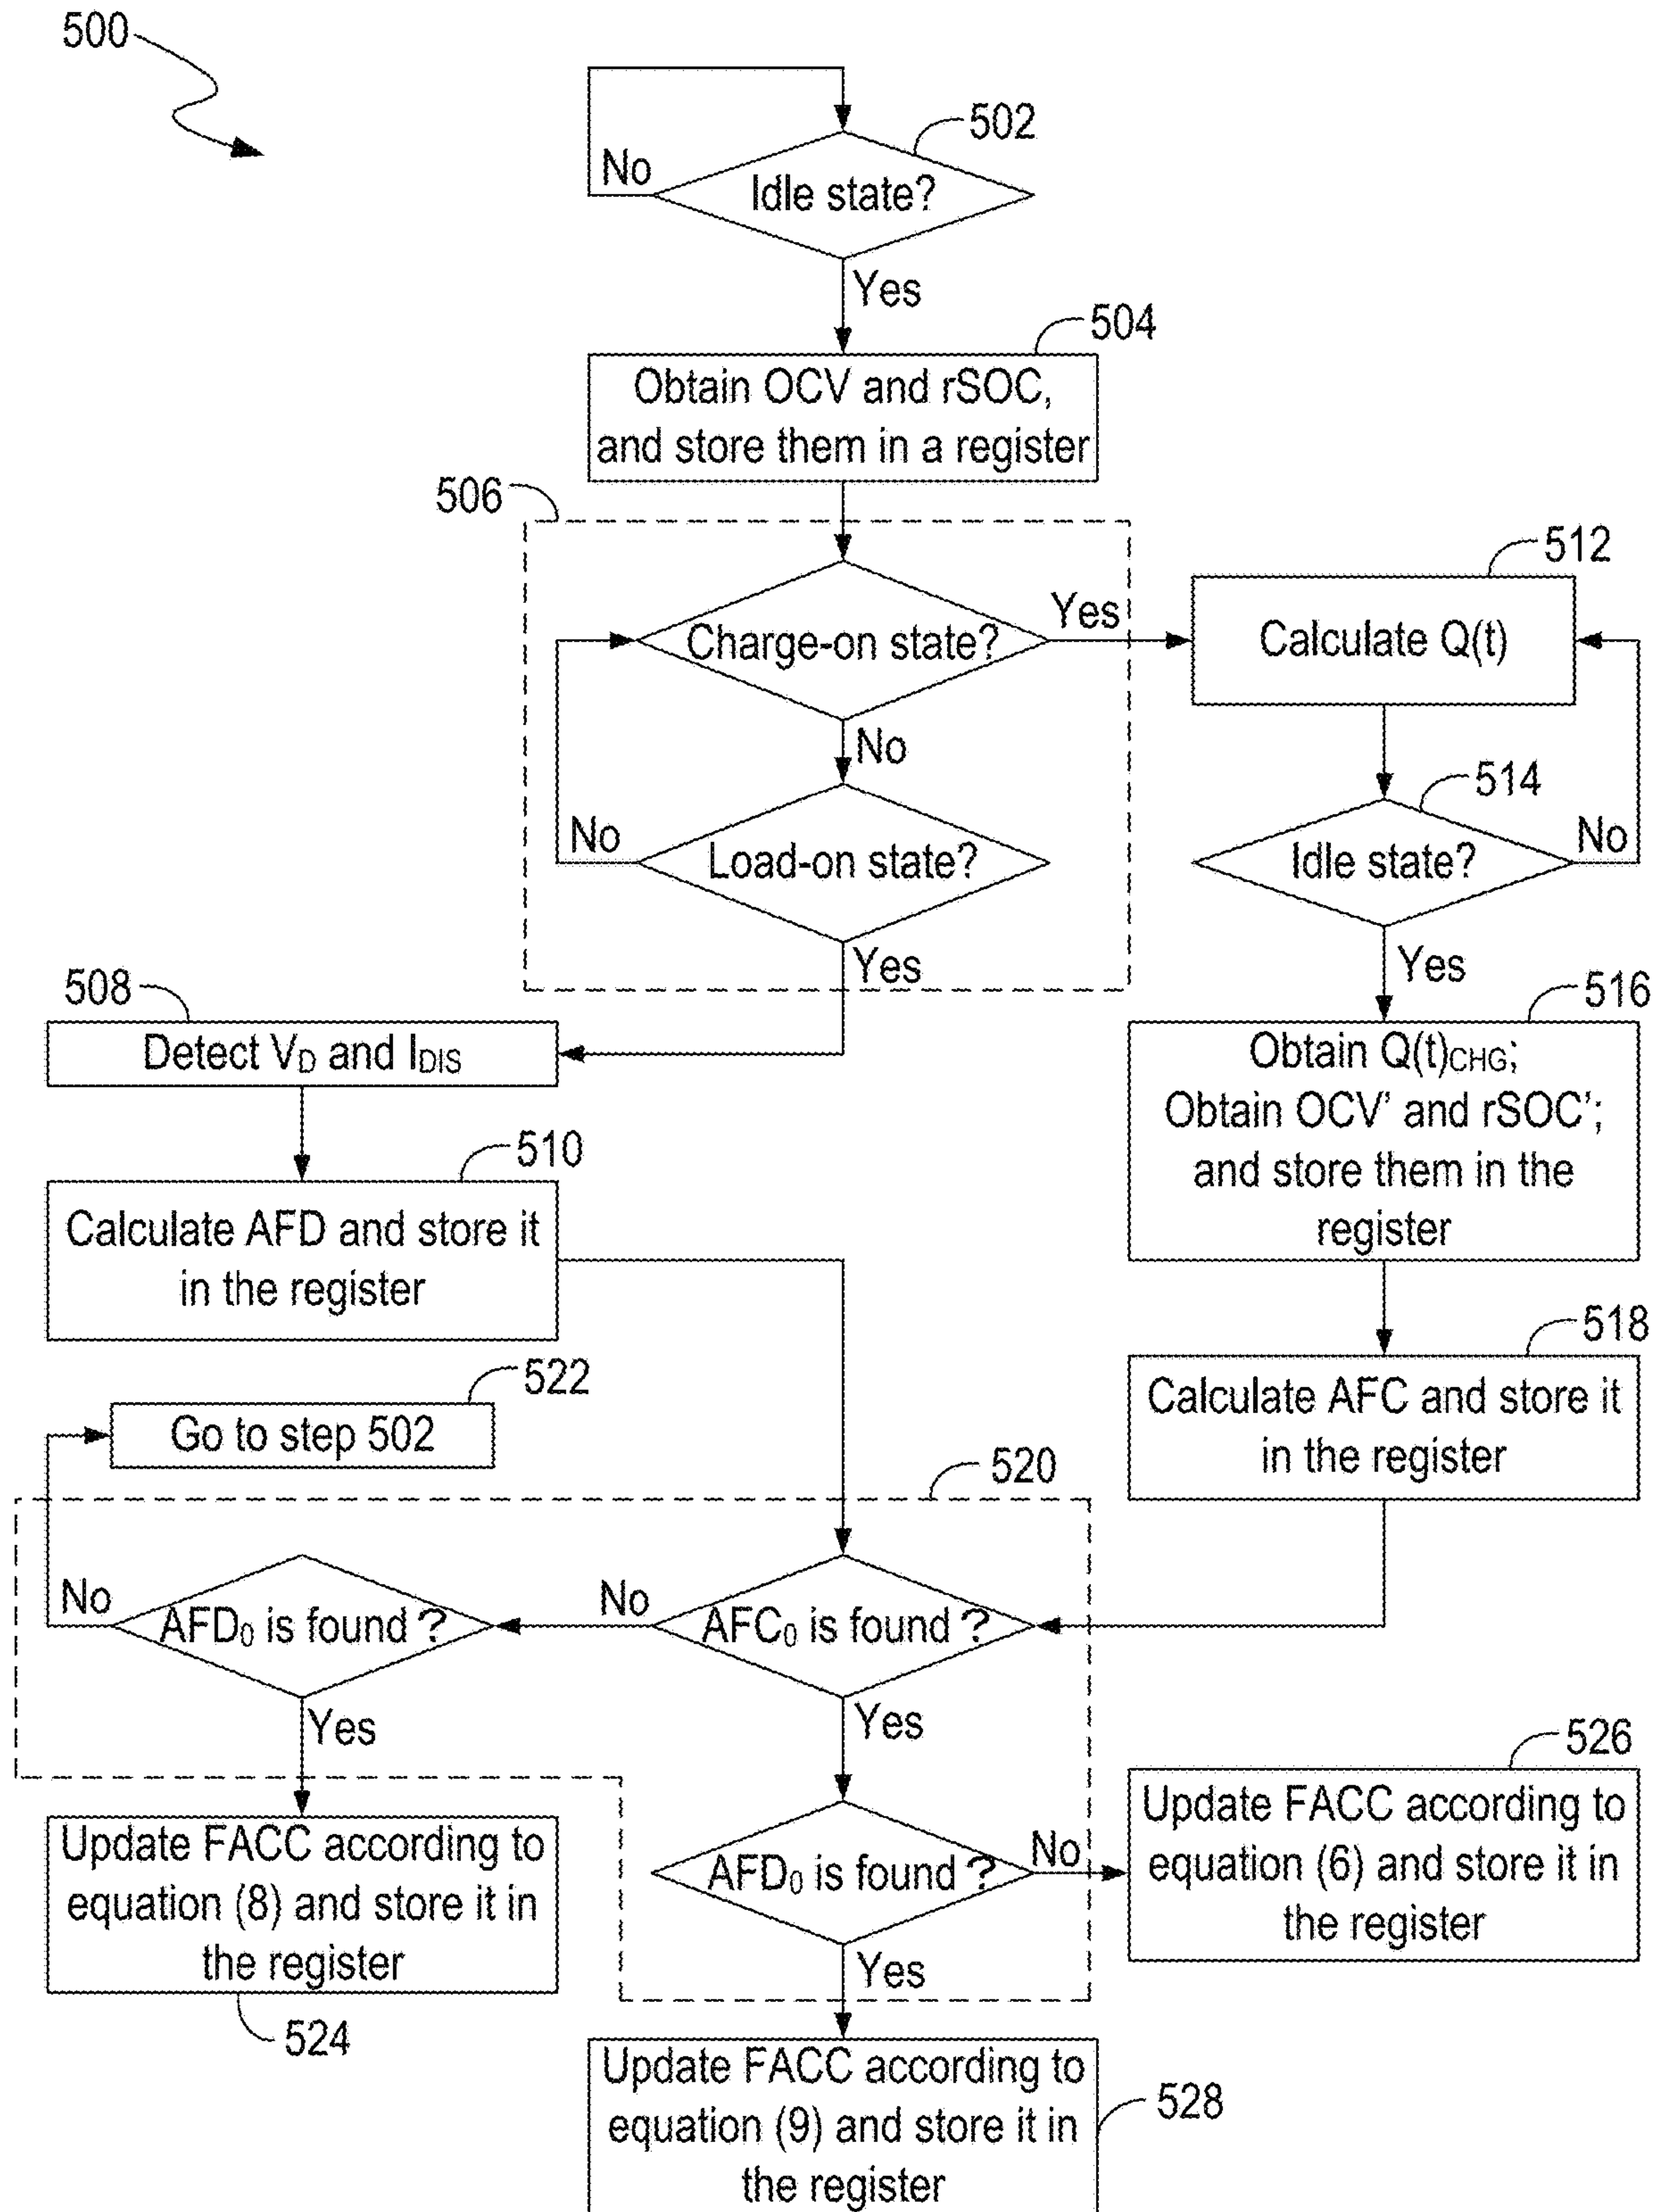 500
502
No
Idle state?
Yes
504
Obtain OCV and rSOC,
and store them in a register
506
512
Charge-on state?
Yes
Calculate Q(t)
No
514
No
Load-on state?
Idle state?
No
Yes
Yes
508
Detect V_D and I_DIS
516
Obtain Q(t)_CHG;
Obtain OCV' and rSOC';
and store them in the
register
510
Calculate AFD and store it
in the register
518
Calculate AFC and store it
in the register
522
Go to step 502
520
No
AFD₀ is found ?
No
AFC₀ is found ?
Yes
Yes
526
Update FACC according to
equation (6) and store it in
the register
Update FACC according to
equation (8) and store it in
the register
AFD₀ is found ?
No
524
Yes
Update FACC according to
equation (9) and store it in
the register
528